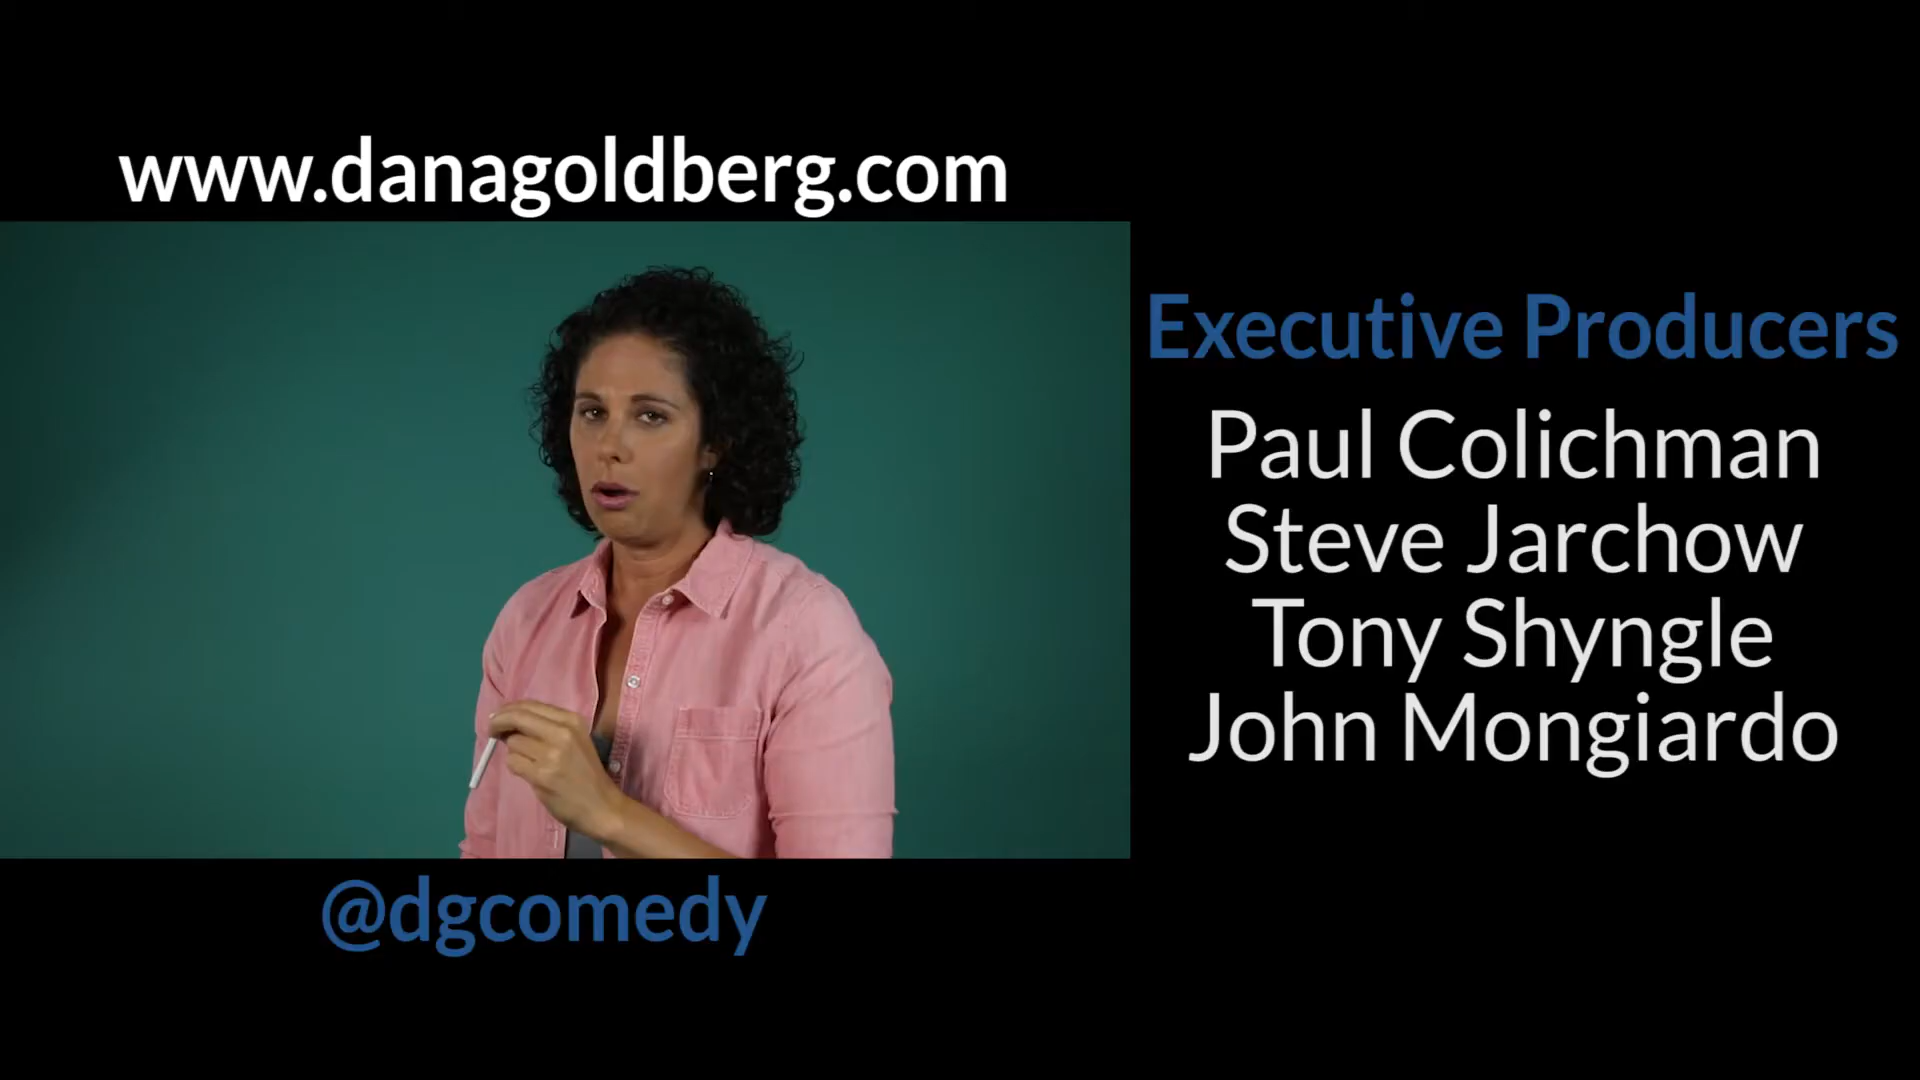 www.danagoldberg.com
Executive Producers
Paul Colichman
Steve Jarchow
Tony Shyngle
John Mongiardo
@dgcomedy